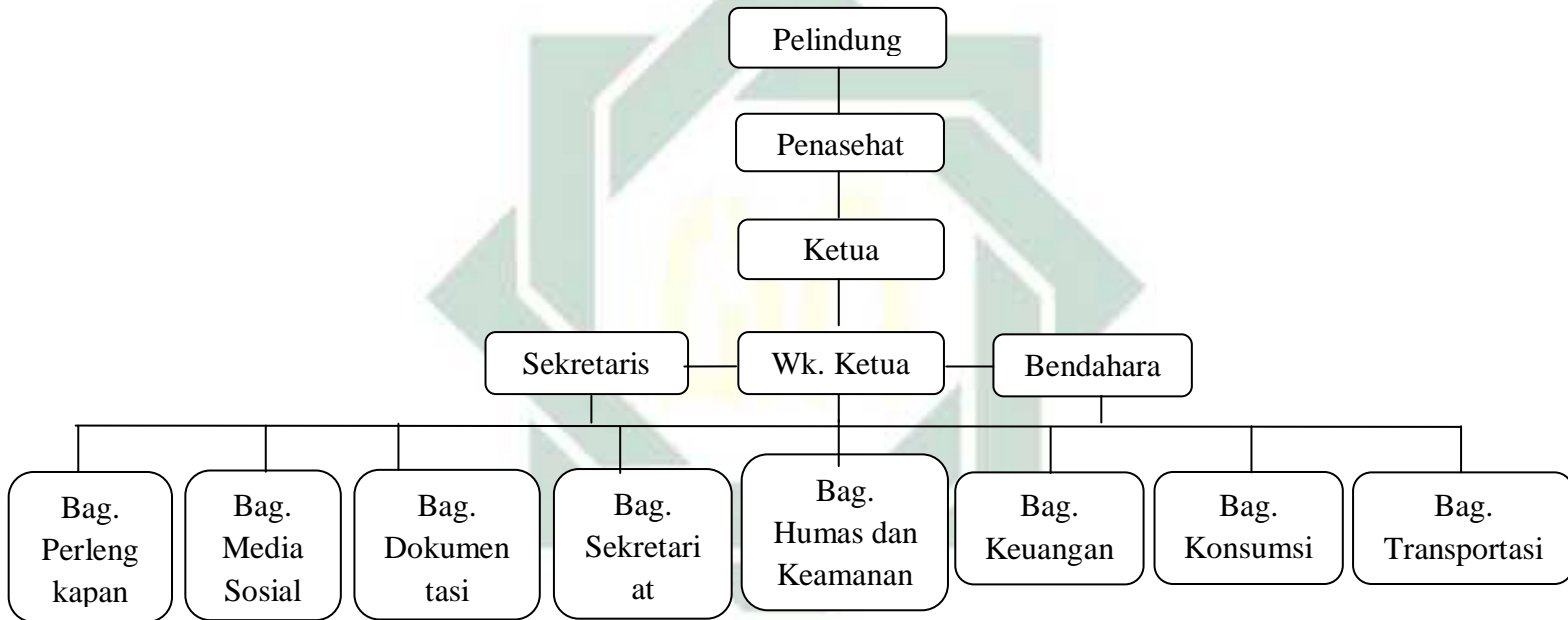 Pelindung
Penasehat
Ketua
Sekretaris
Wk. Ketua
Bendahara
Bag.
Perleng
kapan
Bag.
Media
Sosial
Bag.
Dokumen
tasi
Bag.
Sekretari
at
Bag.
Humas dan
Keamanan
Bag.
Keuangan
Bag.
Konsumsi
Bag.
Transportasi